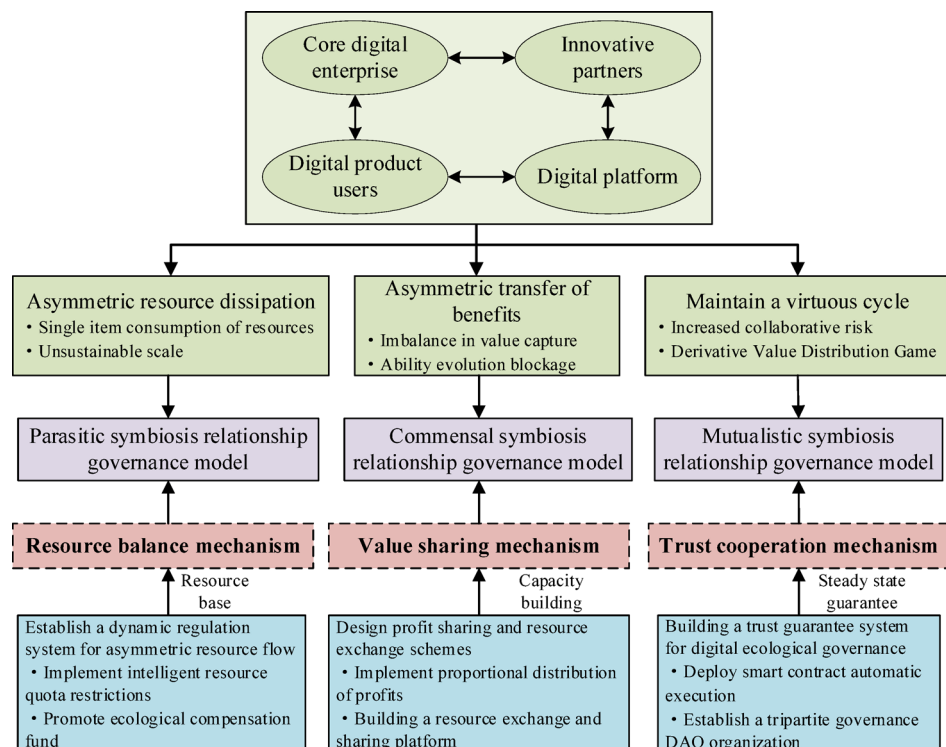 Core digital
enterprise
Innovative
partners
Digital product
users
Digital platform
Asymmetric resource dissipation
• Single item consumption of resources
• Unsustainable scale
Asymmetric transfer of
benefits
• Imbalance in value capture
• Ability evolution blockage
Maintain a virtuous cycle
• Increased collaborative risk
• Derivative Value Distribution Game
Parasitic symbiosis relationship
governance model
Commensal symbiosis
relationship governance model
Mutualistic symbiosis
relationship governance model
Resource balance mechanism
Value sharing mechanism
Trust cooperation mechanism
Resource
base
Capacity
building
Steady state
guarantee
Establish a dynamic regulation
system for asymmetric resource flow
• Implement intelligent resource
quota restrictions
• Promote ecological compensation
fund
Design profit sharing and resource
exchange schemes
• Implement proportional distribution
of profits
• Building a resource exchange and
sharing platform
Building a trust guarantee system
for digital ecological governance
• Deploy smart contract automatic
execution
• Establish a tripartite governance
DAO organization